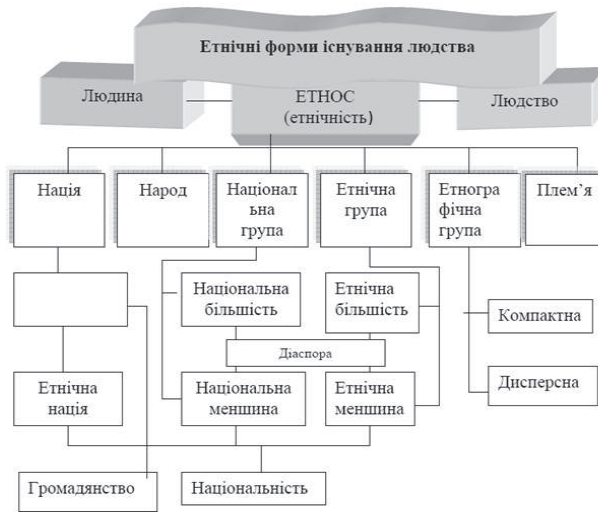 Етнічні форми існування людства
Людина
ЕТНОС
(етнічність)
Людство
Нація
Народ
Націонал
ьна
група
Етнічна
група
Етногра
фічна
група
Плем’я
Національна
більшість
Етнічна
більшість
Компактна
Діаспора
Етнічна
нація
Національна
меншина
Етнічна
меншина
Дисперсна
Громадянство
Національність